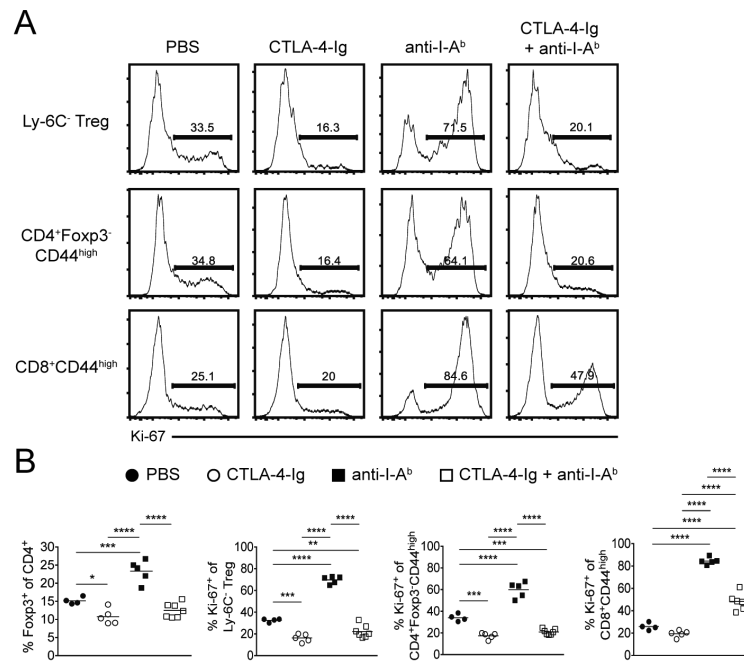 A
PBS
CTLA-4-Ig
anti-I-Aᵇ
CTLA-4-Ig
+ anti-I-Aᵇ
Ly-6C⁻ Treg
33.5
16.3
71.5
20.1
CD4⁺Foxp3⁻
CD44ʰⁱᵍʰ
34.8
16.4
64.1
20.6
CD8⁺CD44ʰⁱᵍʰ
25.1
20
84.6
47.9
Ki-67
B
● PBS ○ CTLA-4-Ig ■ anti-I-Aᵇ □ CTLA-4-Ig + anti-I-Aᵇ
% Foxp3⁺ of CD4⁺
35
30
25
20
15
10
5
0
*
***
****
****
% Ki-67⁺ of
Ly-6C⁻ Treg
100
80
60
40
20
0
***
****
**
****
****
% Ki-67⁺ of
CD4⁺Foxp3⁻CD44ʰⁱᵍʰ
100
80
60
40
20
0
***
****
***
****
****
% Ki-67⁺ of
CD8⁺CD44ʰⁱᵍʰ
100
80
60
40
20
0
****
****
****
****
****